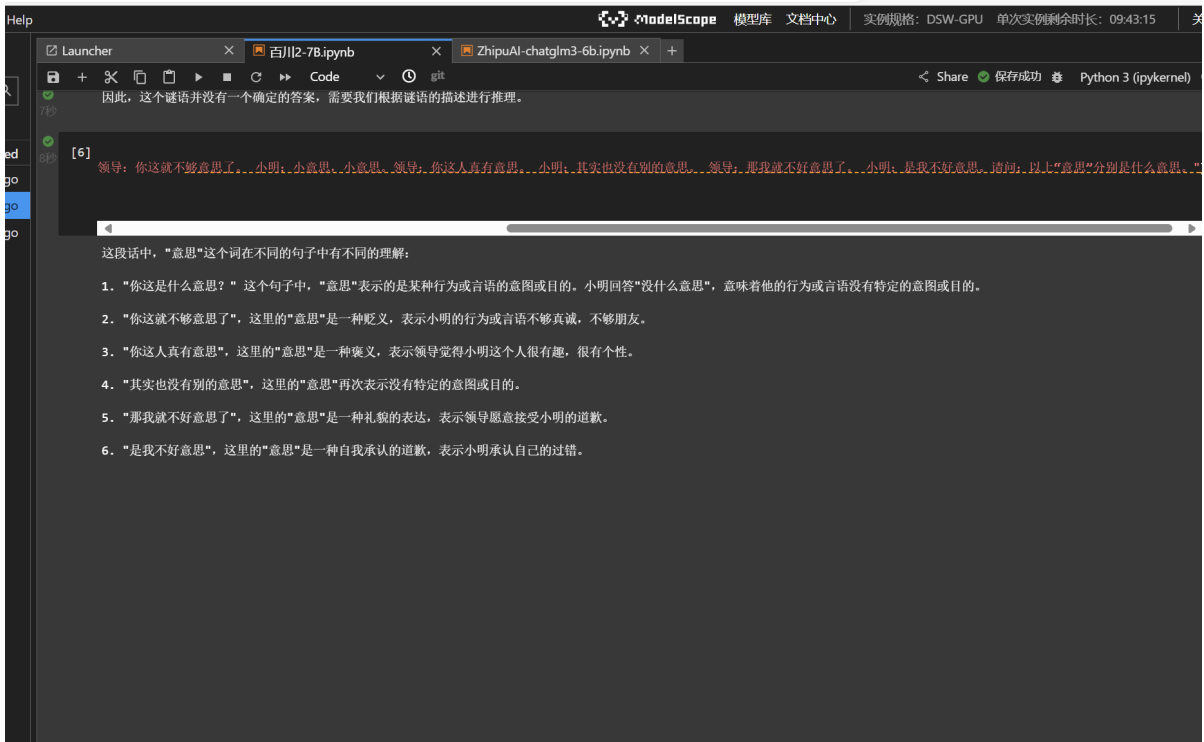 Help
ModelScope 模型库 文档中心 实例规格：DSW-GPU 单次实例剩余时长：09:43:15 关
Launcher 百川2-7B.ipynb ZhipuAI-chatglm3-6b.ipynb
Code git Share 保存成功 Python 3 (ipykernel)
因此，这个谜语并没有一个确定的答案，需要我们根据谜语的描述进行推理。
7秒
ed
go
go
go
8秒
[6]
领导：你这就不够意思了。 小明：小意思，小意思。领导：你这人真有意思。 小明：其实也没有别的意思。 领导：那我就不好意思了。 小明：是我不好意思。请问：以上“意思”分别是什么意思。"
这段话中，"意思"这个词在不同的句子中有不同的理解：
1. "你这是什么意思？" 这个句子中，"意思"表示的是某种行为或言语的意图或目的。小明回答"没什么意思"，意味着他的行为或言语没有特定的意图或目的。
2. "你这就不够意思了"，这里的"意思"是一种贬义，表示小明的行为或言语不够真诚，不够朋友。
3. "你这人真有意思"，这里的"意思"是一种褒义，表示领导觉得小明这个人很有趣，很有个性。
4. "其实也没有别的意思"，这里的"意思"再次表示没有特定的意图或目的。
5. "那我就不好意思了"，这里的"意思"是一种礼貌的表达，表示领导愿意接受小明的道歉。
6. "是我不好意思"，这里的"意思"是一种自我承认的道歉，表示小明承认自己的过错。